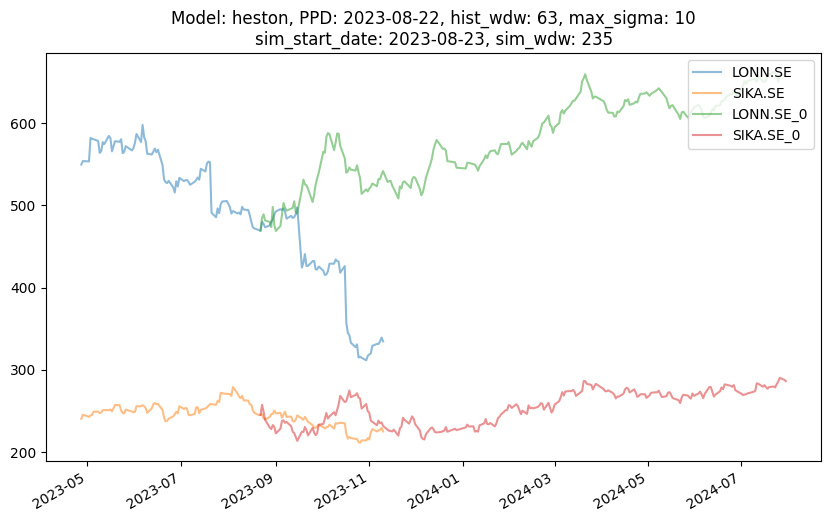 Model: heston, PPD: 2023-08-22, hist_wdw: 63, max_sigma: 10
sim_start_date: 2023-08-23, sim_wdw: 235
LONN.SE
SIKA.SE
LONN.SE_0
SIKA.SE_0
600
500
400
300
200
2023-05
2023-07
2023-09
2023-11
2024-01
2024-03
2024-05
2024-07